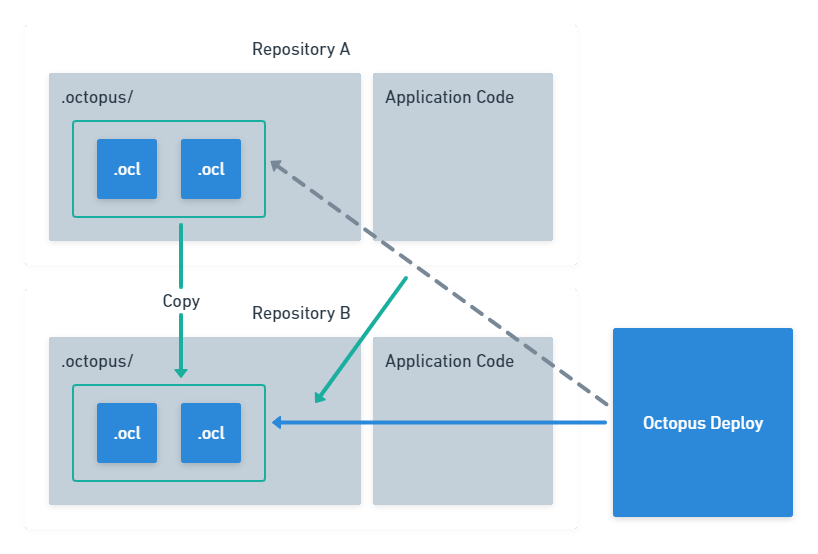 Repository A
.octopus/
Application Code
.ocl
.ocl
Copy
Repository B
.octopus/
Application Code
.ocl
.ocl
Octopus Deploy